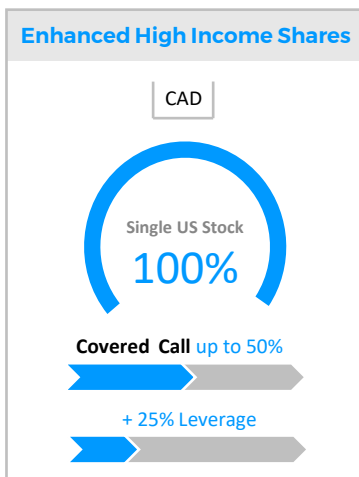 Enhanced High Income Shares
CAD
Single US Stock
100%
Covered Call up to 50%
+ 25% Leverage